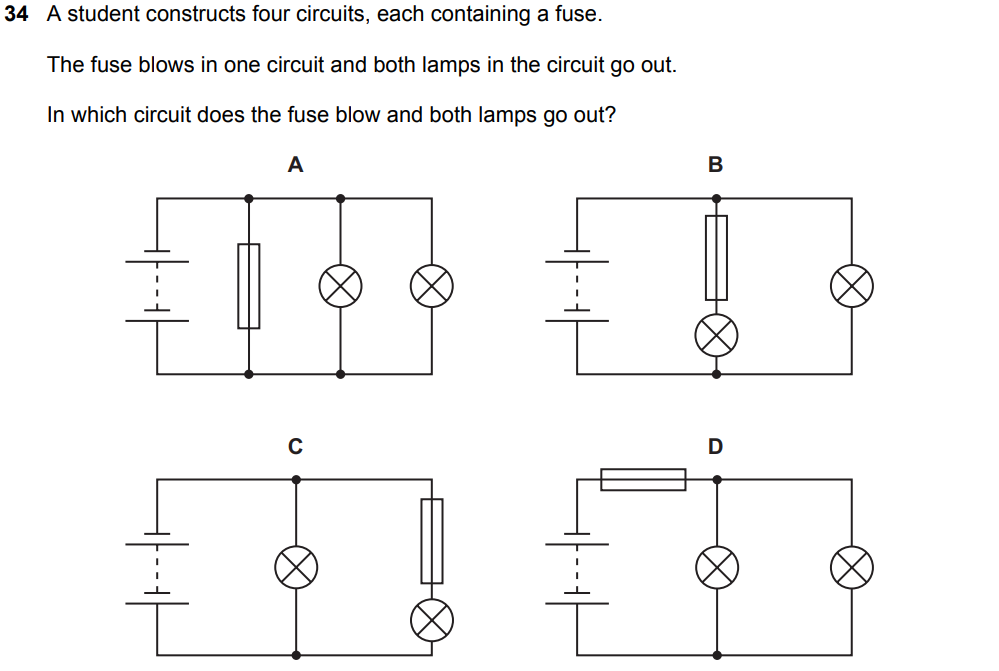 34 A student constructs four circuits, each containing a fuse.
The fuse blows in one circuit and both lamps in the circuit go out.
In which circuit does the fuse blow and both lamps go out?
A
B
C
D